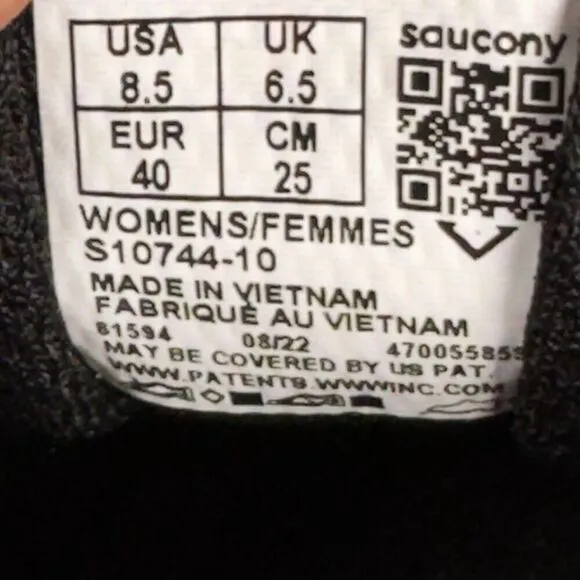 USA UK saucony
8.5 6.5
EUR CM
40 25
WOMENS/FEMMES
S10744-10
MADE IN VIETNAM
FABRIQUÉ AU VIETNAM
81594 08/22
MAY BE COVERED BY US PAT.
WWW.PATENTS.WWWINC.COM